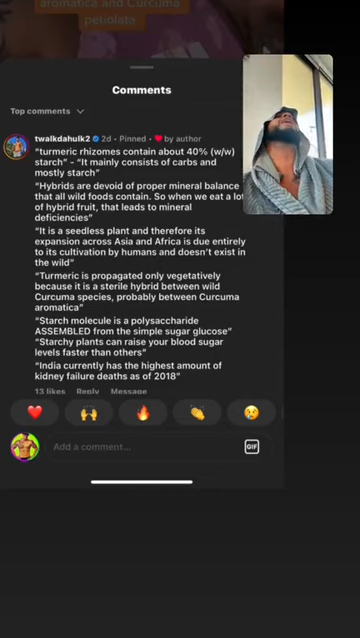 aromatica and Curcuma
petiolata
Comments
Top comments
twalkdahulk2 2d • Pinned • by author
"turmeric rhizomes contain about 40% (w/w)
starch" - "It mainly consists of carbs and
mostly starch"
"Hybrids are devoid of proper mineral balance
that all wild foods contain. So when we eat a lot
of hybrid fruit, that leads to mineral
deficiencies"
"It is a seedless plant and therefore its
expansion across Asia and Africa is due entirely
to its cultivation by humans and doesn't exist in
the wild"
"Turmeric is propagated only vegetatively
because it is a sterile hybrid between wild
Curcuma species, probably between Curcuma
aromatica"
"Starch molecule is a polysaccharide
ASSEMBLED from the simple sugar glucose"
"Starchy plants can raise your blood sugar
levels faster than others"
"India currently has the highest amount of
kidney failure deaths as of 2018"
13 likes Reply Message
Add a comment...
GIF